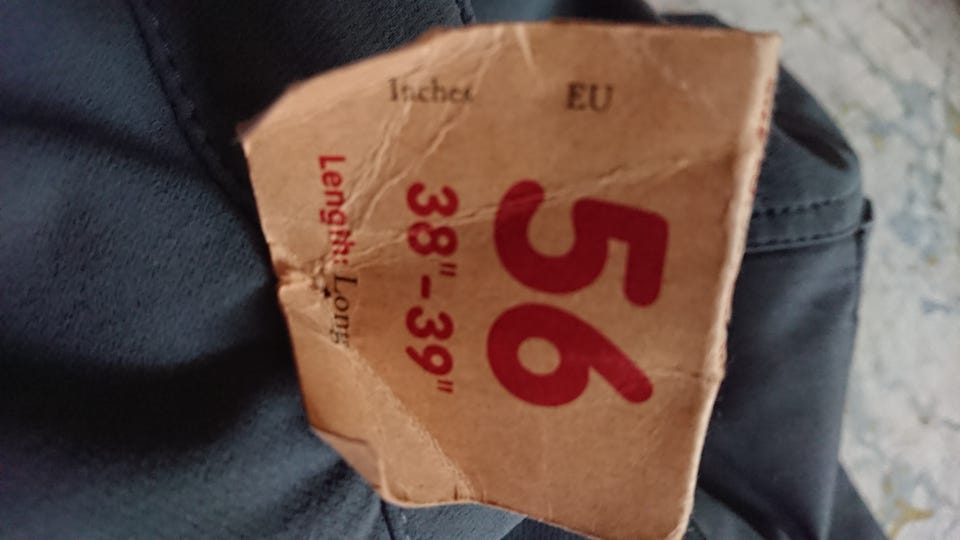 EU
56
Inches
38"-39"
Length: Long